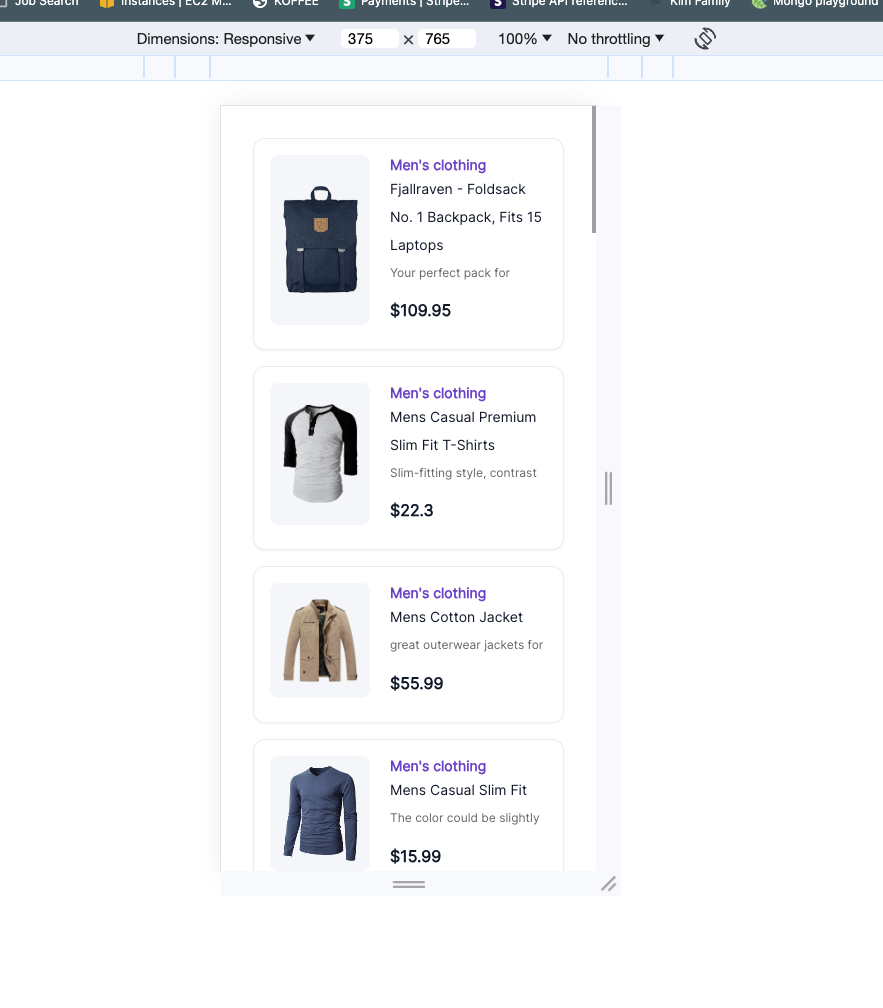 Job Search
Instances | EC2 M...
KOFFEE
Payments | Stripe...
Stripe API referenc...
Kim Family
Mongo playground
Dimensions: Responsive
375 × 765
100%
No throttling
Men's clothing
Fjallraven - Foldsack
No. 1 Backpack, Fits 15
Laptops
Your perfect pack for
$109.95
Men's clothing
Mens Casual Premium
Slim Fit T-Shirts
Slim-fitting style, contrast
$22.3
Men's clothing
Mens Cotton Jacket
great outerwear jackets for
$55.99
Men's clothing
Mens Casual Slim Fit
The color could be slightly
$15.99